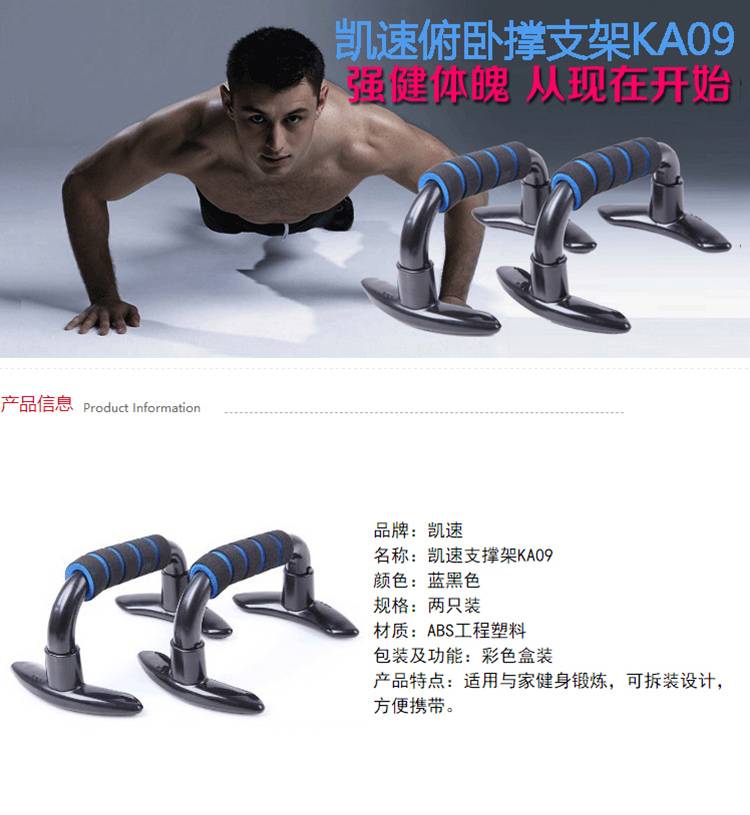 凯速俯卧撑支架KA09
强健体魄 从现在开始
产品信息 Product Information
品牌：凯速
名称：凯速支撑架KA09
颜色：蓝黑色
规格：两只装
材质：ABS工程塑料
包装及功能：彩色盒装
产品特点：适用与家健身锻炼，可拆装设计，
方便携带。